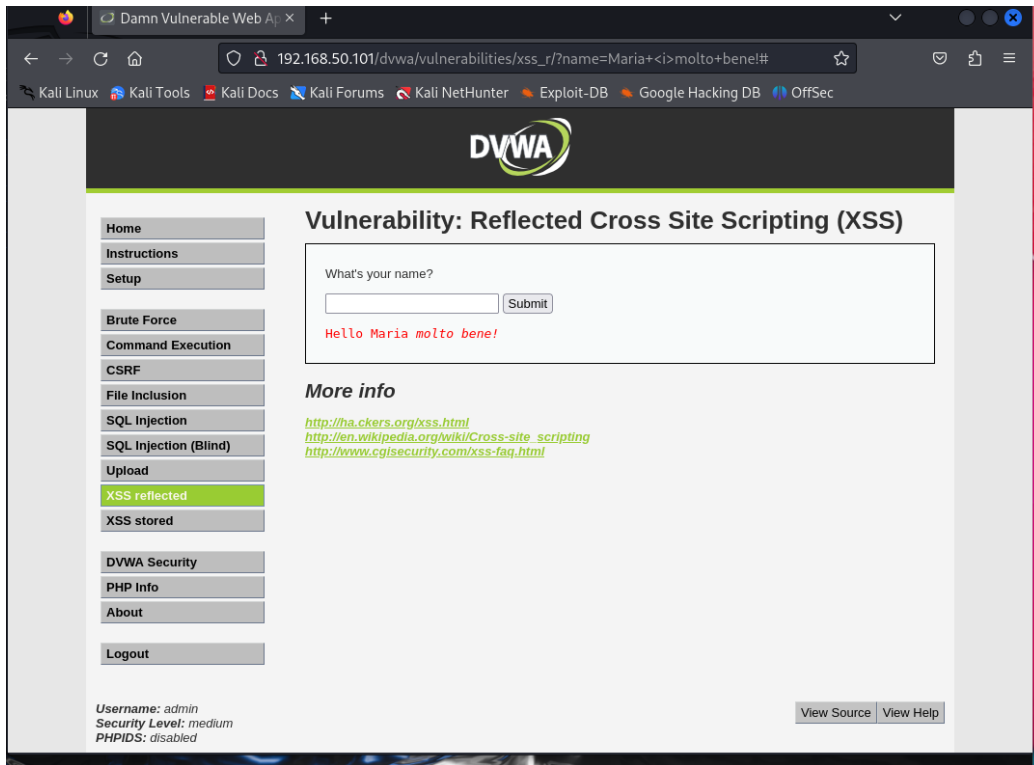 Damn Vulnerable Web Ap
192.168.50.101/dvwa/vulnerabilities/xss_r/?name=Maria+<i>molto+bene!#
Kali Linux Kali Tools Kali Docs Kali Forums Kali NetHunter Exploit-DB Google Hacking DB OffSec
DVWA
Home
Instructions
Setup
Brute Force
Command Execution
CSRF
File Inclusion
SQL Injection
SQL Injection (Blind)
Upload
XSS reflected
XSS stored
DVWA Security
PHP Info
About
Logout
Vulnerability: Reflected Cross Site Scripting (XSS)
What's your name?
Submit
Hello Maria molto bene!
More info
http://ha.ckers.org/xss.html
http://en.wikipedia.org/wiki/Cross-site_scripting
http://www.cgisecurity.com/xss-faq.html
Username: admin
Security Level: medium
PHPIDS: disabled
View Source View Help